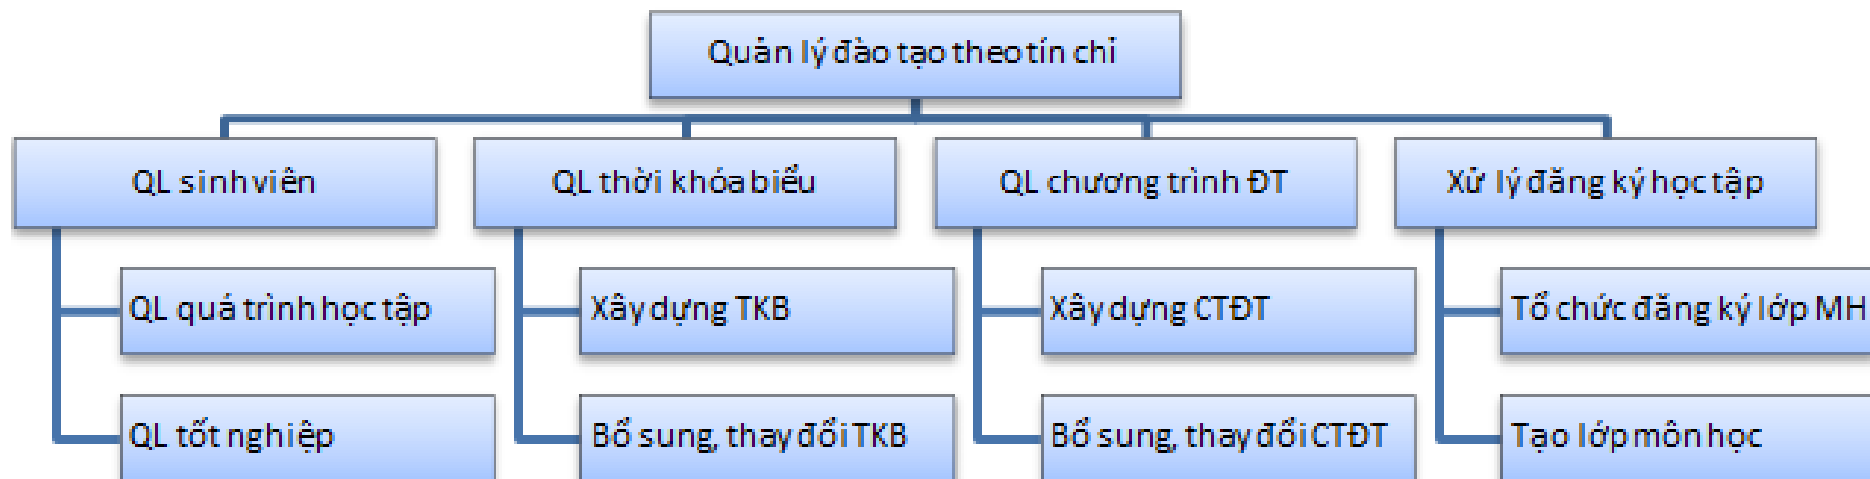 Quản lý đào tạo theo tín chỉ
QL sinh viên
QL thời khóa biểu
QL chương trình ĐT
Xử lý đăng ký học tập
QL quá trình học tập
Xây dựng TKB
Xây dựng CTĐT
Tổ chức đăng ký lớp MH
QL tốt nghiệp
Bổ sung, thay đổi TKB
Bổ sung, thay đổi CTĐT
Tạo lớp môn học